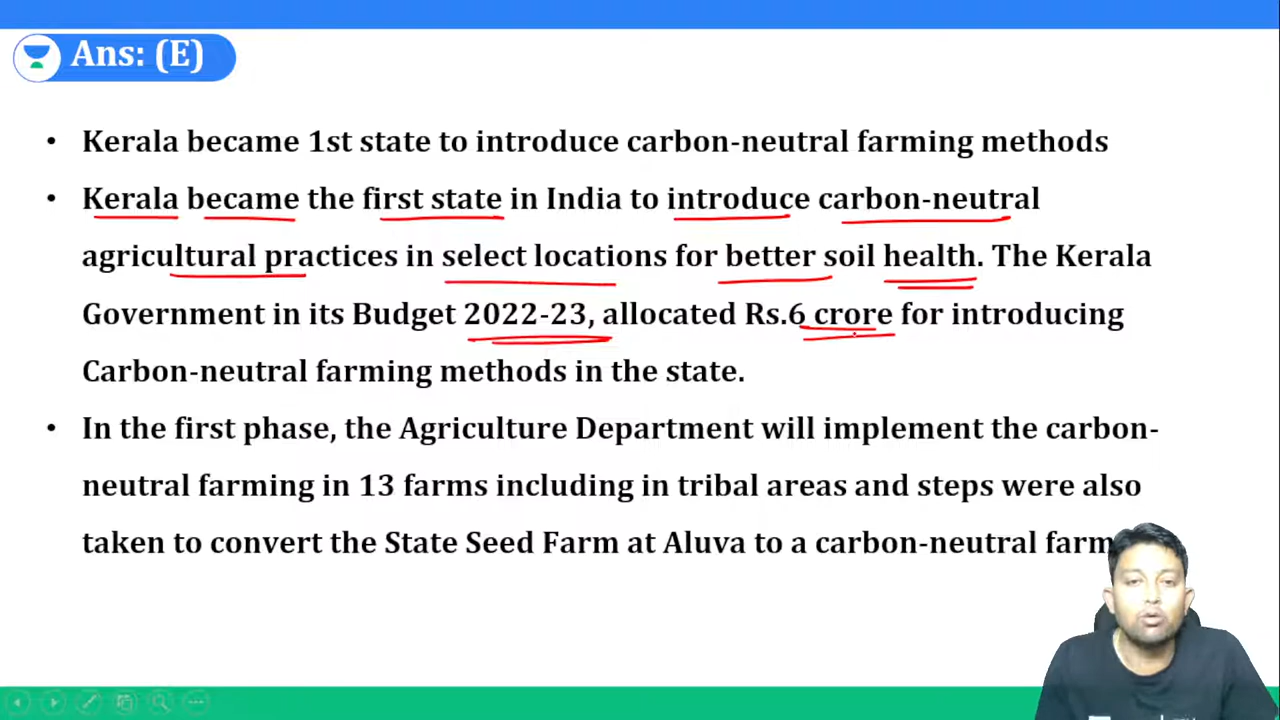 Ans: (E)
• Kerala became 1st state to introduce carbon-neutral farming methods
• Kerala became the first state in India to introduce carbon-neutral
agricultural practices in select locations for better soil health. The Kerala
Government in its Budget 2022-23, allocated Rs.6 crore for introducing
Carbon-neutral farming methods in the state.
• In the first phase, the Agriculture Department will implement the carbon-
neutral farming in 13 farms including in tribal areas and steps were also
taken to convert the State Seed Farm at Aluva to a carbon-neutral farm